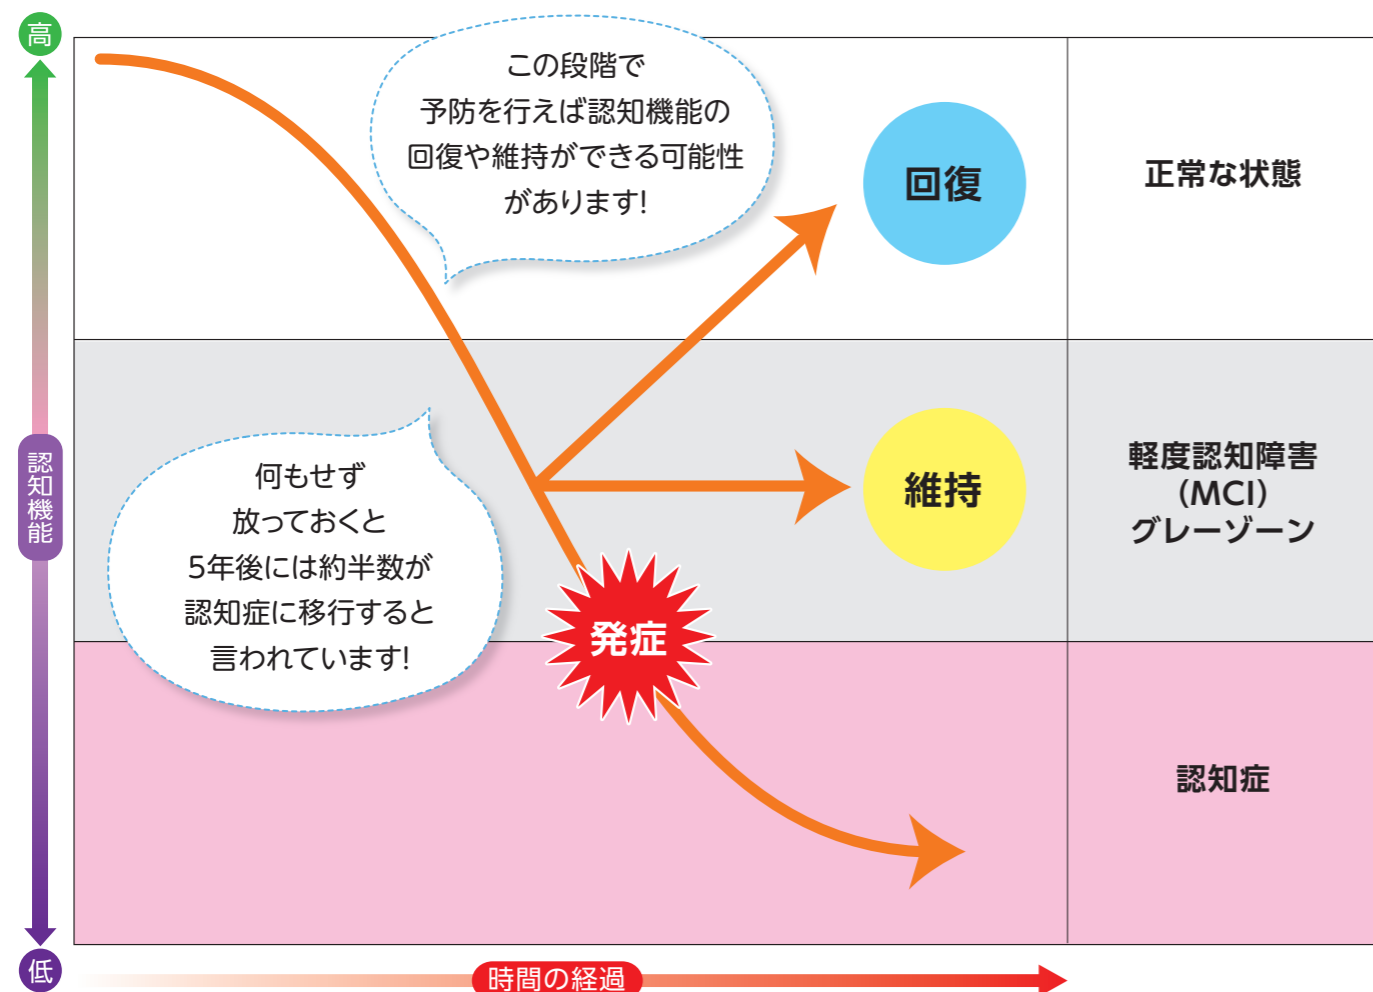 高
この段階で
予防を行えば認知機能の
回復や維持ができる可能性
があります!
回復
正常な状態
認知機能
何もせず
放っておくと
5年後には約半数が
認知症に移行すると
言われています!
維持
軽度認知障害
(MCI)
グレーゾーン
発症
認知症
低
時間の経過